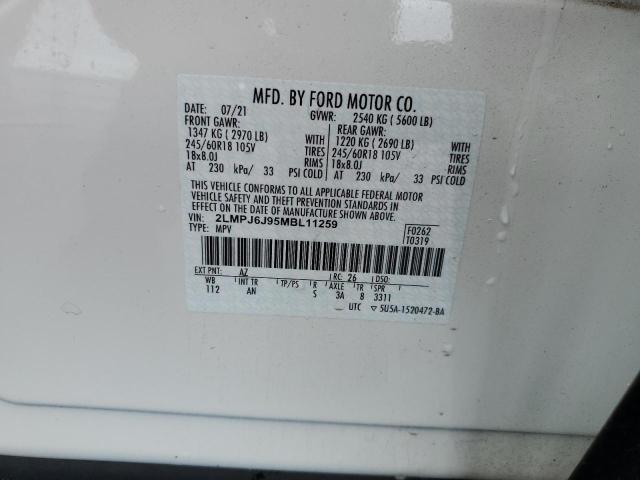 MFD. BY FORD MOTOR CO.
DATE: 07/21 GVWR: 2540 KG ( 5600 LB)
FRONT GAWR: REAR GAWR:
1347 KG ( 2970 LB) WITH 1220 KG ( 2690 LB) WITH
245/60R18 105V TIRES 245/60R18 105V TIRES
18x8.0J RIMS 18x8.0J RIMS
AT 230 kPa/ 33 PSI COLD AT 230 kPa/ 33 PSI COLD
THIS VEHICLE CONFORMS TO ALL APPLICABLE FEDERAL MOTOR
VEHICLE SAFETY AND THEFT PREVENTION STANDARDS IN
EFFECT ON THE DATE OF MANUFACTURE SHOWN ABOVE.
VIN: 2LMPJ6J95MBL11259 F0262
TYPE: MPV T0319
EXT PNT: AZ RC: 26 DSO:
WB INT TR TP/PS R AXLE TR SPR
112 AN S 3A 8 3311
UTC ▽ 5U5A-1520472-BA